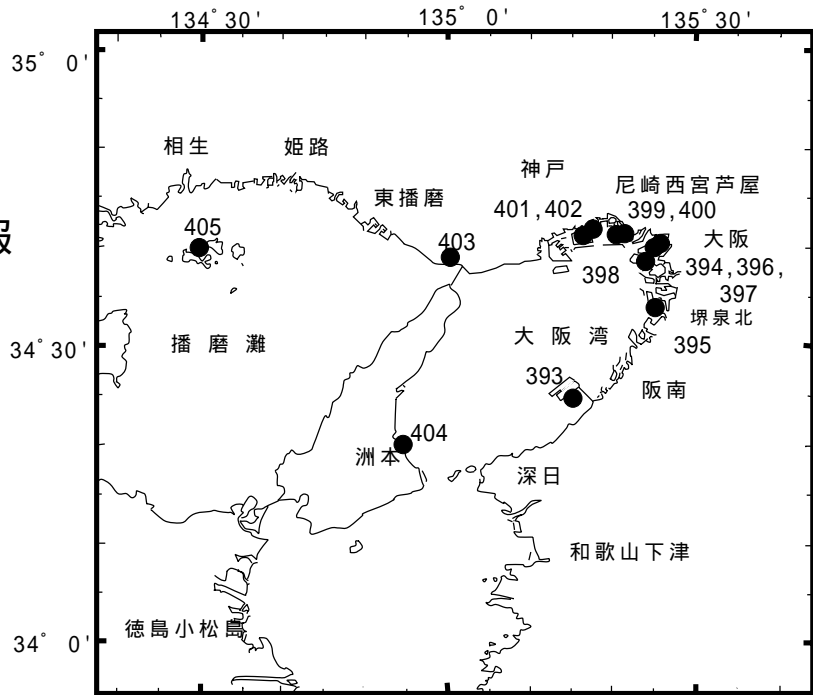 134° 30' 135° 0' 135° 30'
35° 0'
相生 姫路
神戸
尼崎西宮芦屋
東播磨
401,402 399,400
405
報
403
大阪
398
394,396,
397
堺泉北
大阪湾
播磨灘
34° 30'
395
393
阪南
404
洲本
深日
和歌山下津
徳島小松島
34° 0'